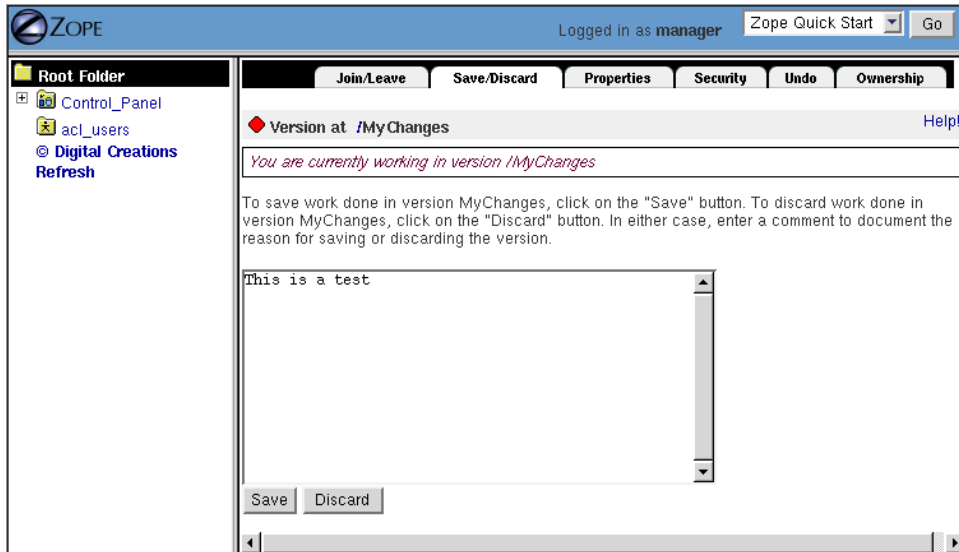 ZOPE
Logged in as manager
Zope Quick Start
Go
Root Folder
Control_Panel
acl_users
© Digital Creations
Refresh
Join/Leave Save/Discard Properties Security Undo Ownership
Version at /MyChanges
Help!
You are currently working in version /MyChanges
To save work done in version MyChanges, click on the "Save" button. To discard work done in
version MyChanges, click on the "Discard" button. In either case, enter a comment to document the
reason for saving or discarding the version.
This is a test
Save Discard